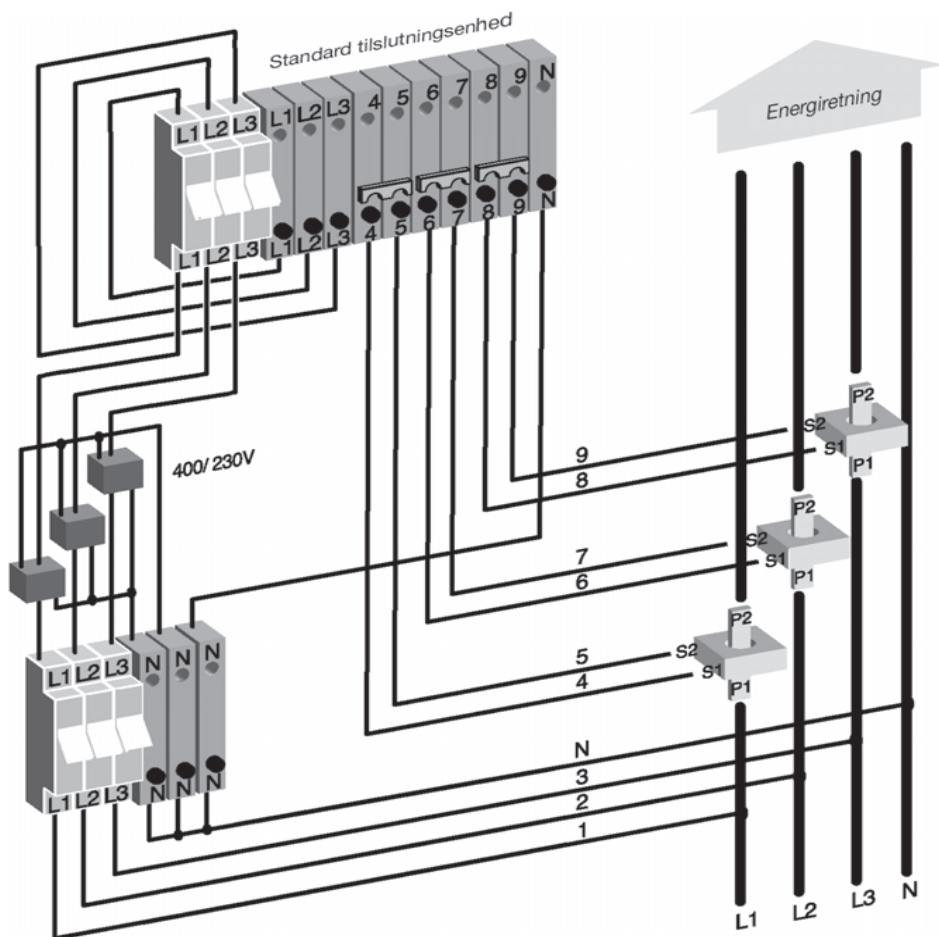 Standard tilslutningsenhed
Energiretning
L1 L2 L3 L1 L2 L3 4 5 6 7 8 9 N
L1 L2 L3 L1 L2 L3 4 5 6 7 8 9 N
400/230V
P2
S2
S1
P1
9
8
P2
S2
S1
P1
7
6
P2
S2
S1
P1
5
4
L1 L2 L3 N N N
L1 L2 L3 N N N
N
3
2
1
L1 L2 L3 N